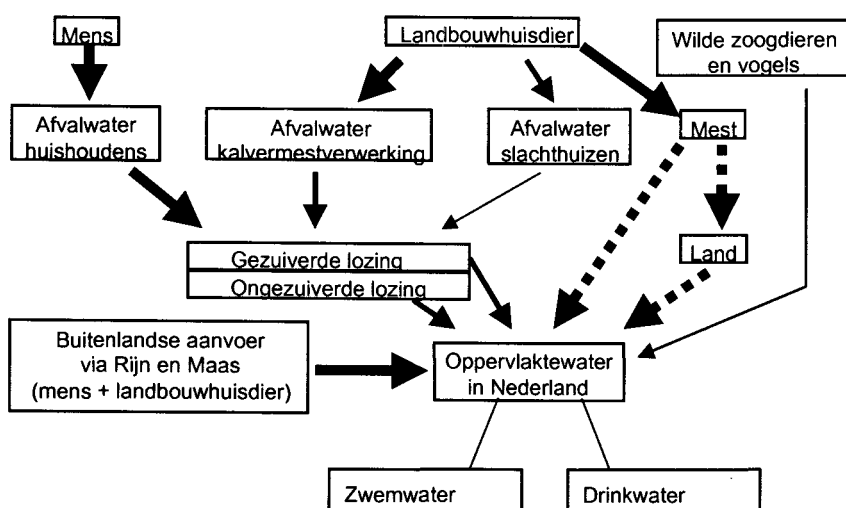 Mens
Landbouwhuisdier
Wilde zoogdieren
en vogels
Afvalwater
huishoudens
Afvalwater
kalvermestverwerking
Afvalwater
slachthuizen
Mest
Land
Gezuiverde lozing
Ongezuiverde lozing
Buitenlandse aanvoer
via Rijn en Maas
(mens + landbouwhuisdier)
Oppervlaktewater
in Nederland
Zwemwater
Drinkwater